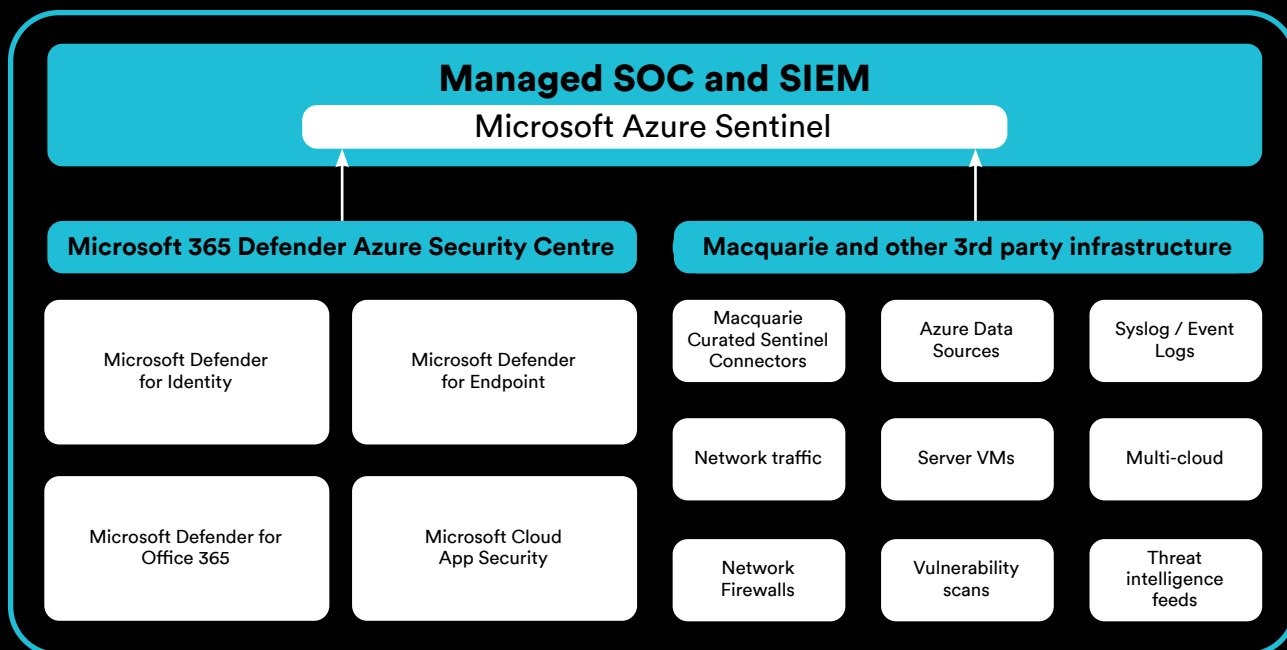 Managed SOC and SIEM
Microsoft Azure Sentinel
Microsoft 365 Defender Azure Security Centre
Microsoft Defender
for Identity
Microsoft Defender
for Endpoint
Microsoft Defender for
Office 365
Microsoft Cloud
App Security
Macquarie and other 3rd party infrastructure
Macquarie
Curated Sentinel
Connectors
Azure Data
Sources
Syslog / Event
Logs
Network traffic
Server VMs
Multi-cloud
Network
Firewalls
Vulnerability
scans
Threat
intelligence
feeds